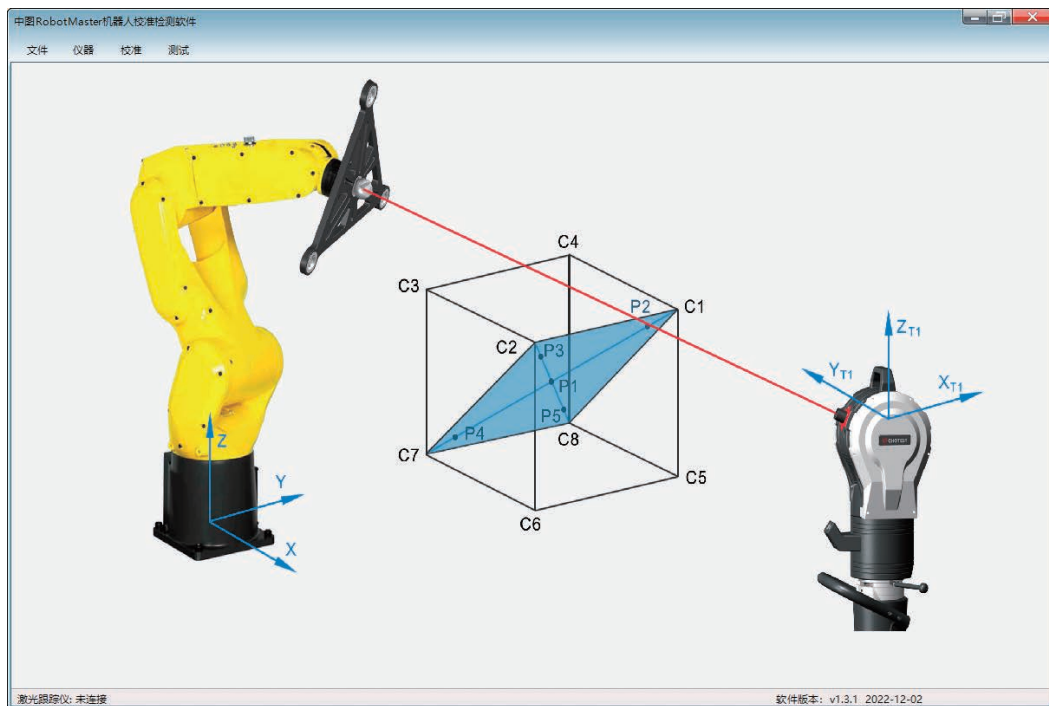 中图RobotMaster机器人校准检测软件
文件 仪器 校准 测试
C4
C3
P2
C1
C2
P3
P1
P5
P4
C8
C7
C5
C6
Z
Y
X
Z_T1
Y_T1
X_T1
激光跟踪仪: 未连接
软件版本: v1.3.1 2022-12-02